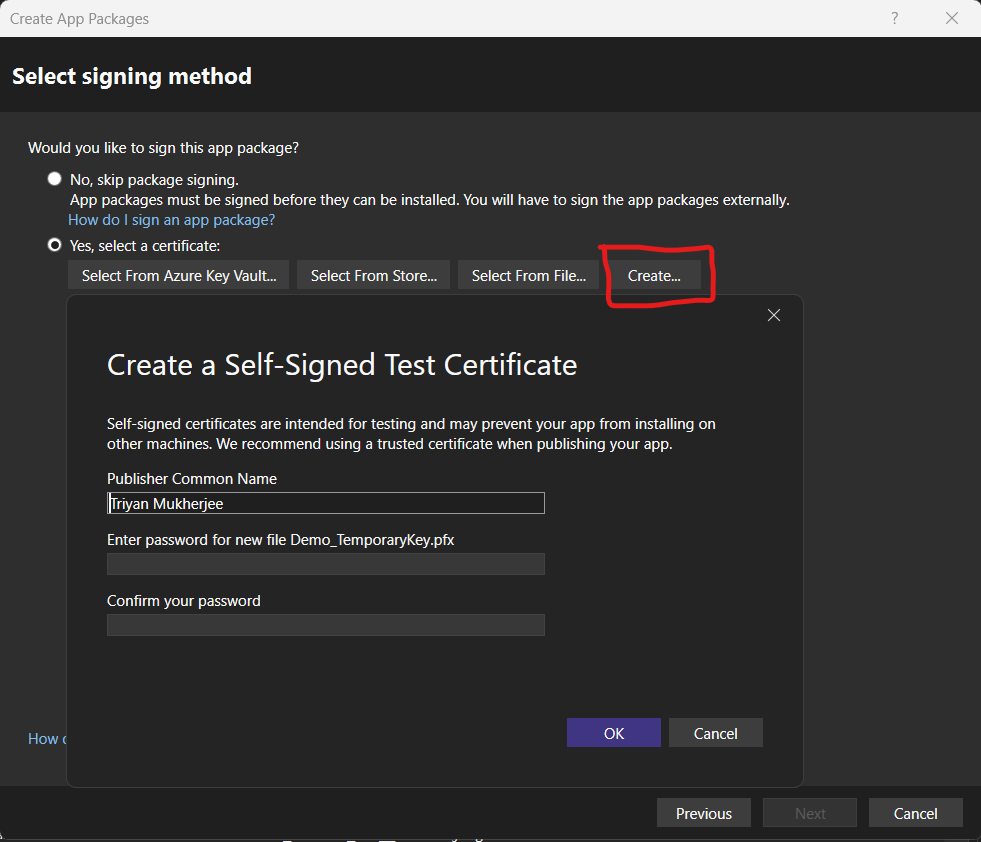 Create App Packages
?
Select signing method
Would you like to sign this app package?
No, skip package signing.
App packages must be signed before they can be installed. You will have to sign the app packages externally.
How do I sign an app package?
Yes, select a certificate:
Select From Azure Key Vault...
Select From Store...
Select From File...
Create...
Create a Self-Signed Test Certificate
Self-signed certificates are intended for testing and may prevent your app from installing on
other machines. We recommend using a trusted certificate when publishing your app.
Publisher Common Name
Triyan Mukherjee
Enter password for new file Demo_TemporaryKey.pfx
Confirm your password
OK
Cancel
How
Previous
Next
Cancel